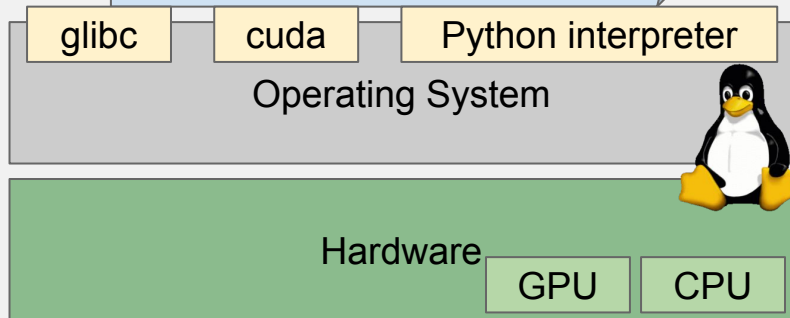 glibc cuda Python interpreter
Operating System
Hardware
GPU CPU